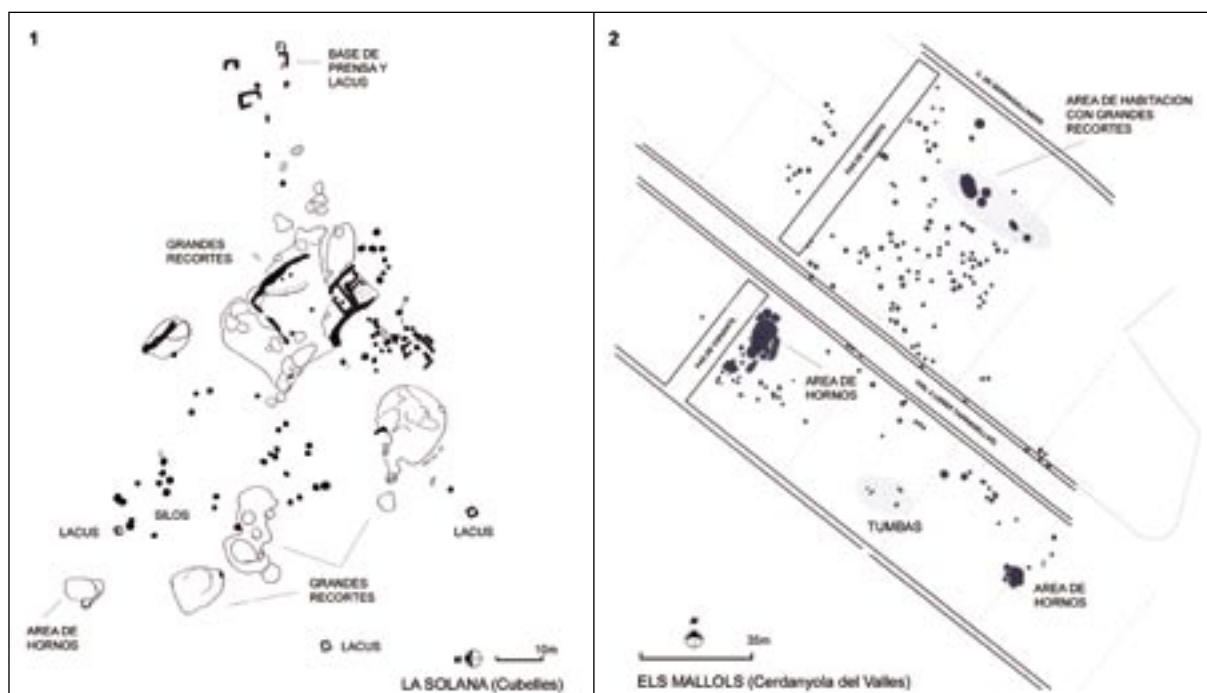 1
BASE DE
PRENSA Y
LACUS
GRANDES
RECORTES
SILOS
LACUS
LACUS
GRANDES
RECORTES
AREA DE
HORNOS
LACUS
10m
LA SOLANA (Cubelles)
2
AREA DE HABITACION
CON GRANDES
RECORTES
AREA DE
HORNOS
TUMBAS
AREA DE
HORNOS
35m
ELS MALLOLS (Cerdanyola del Valles)